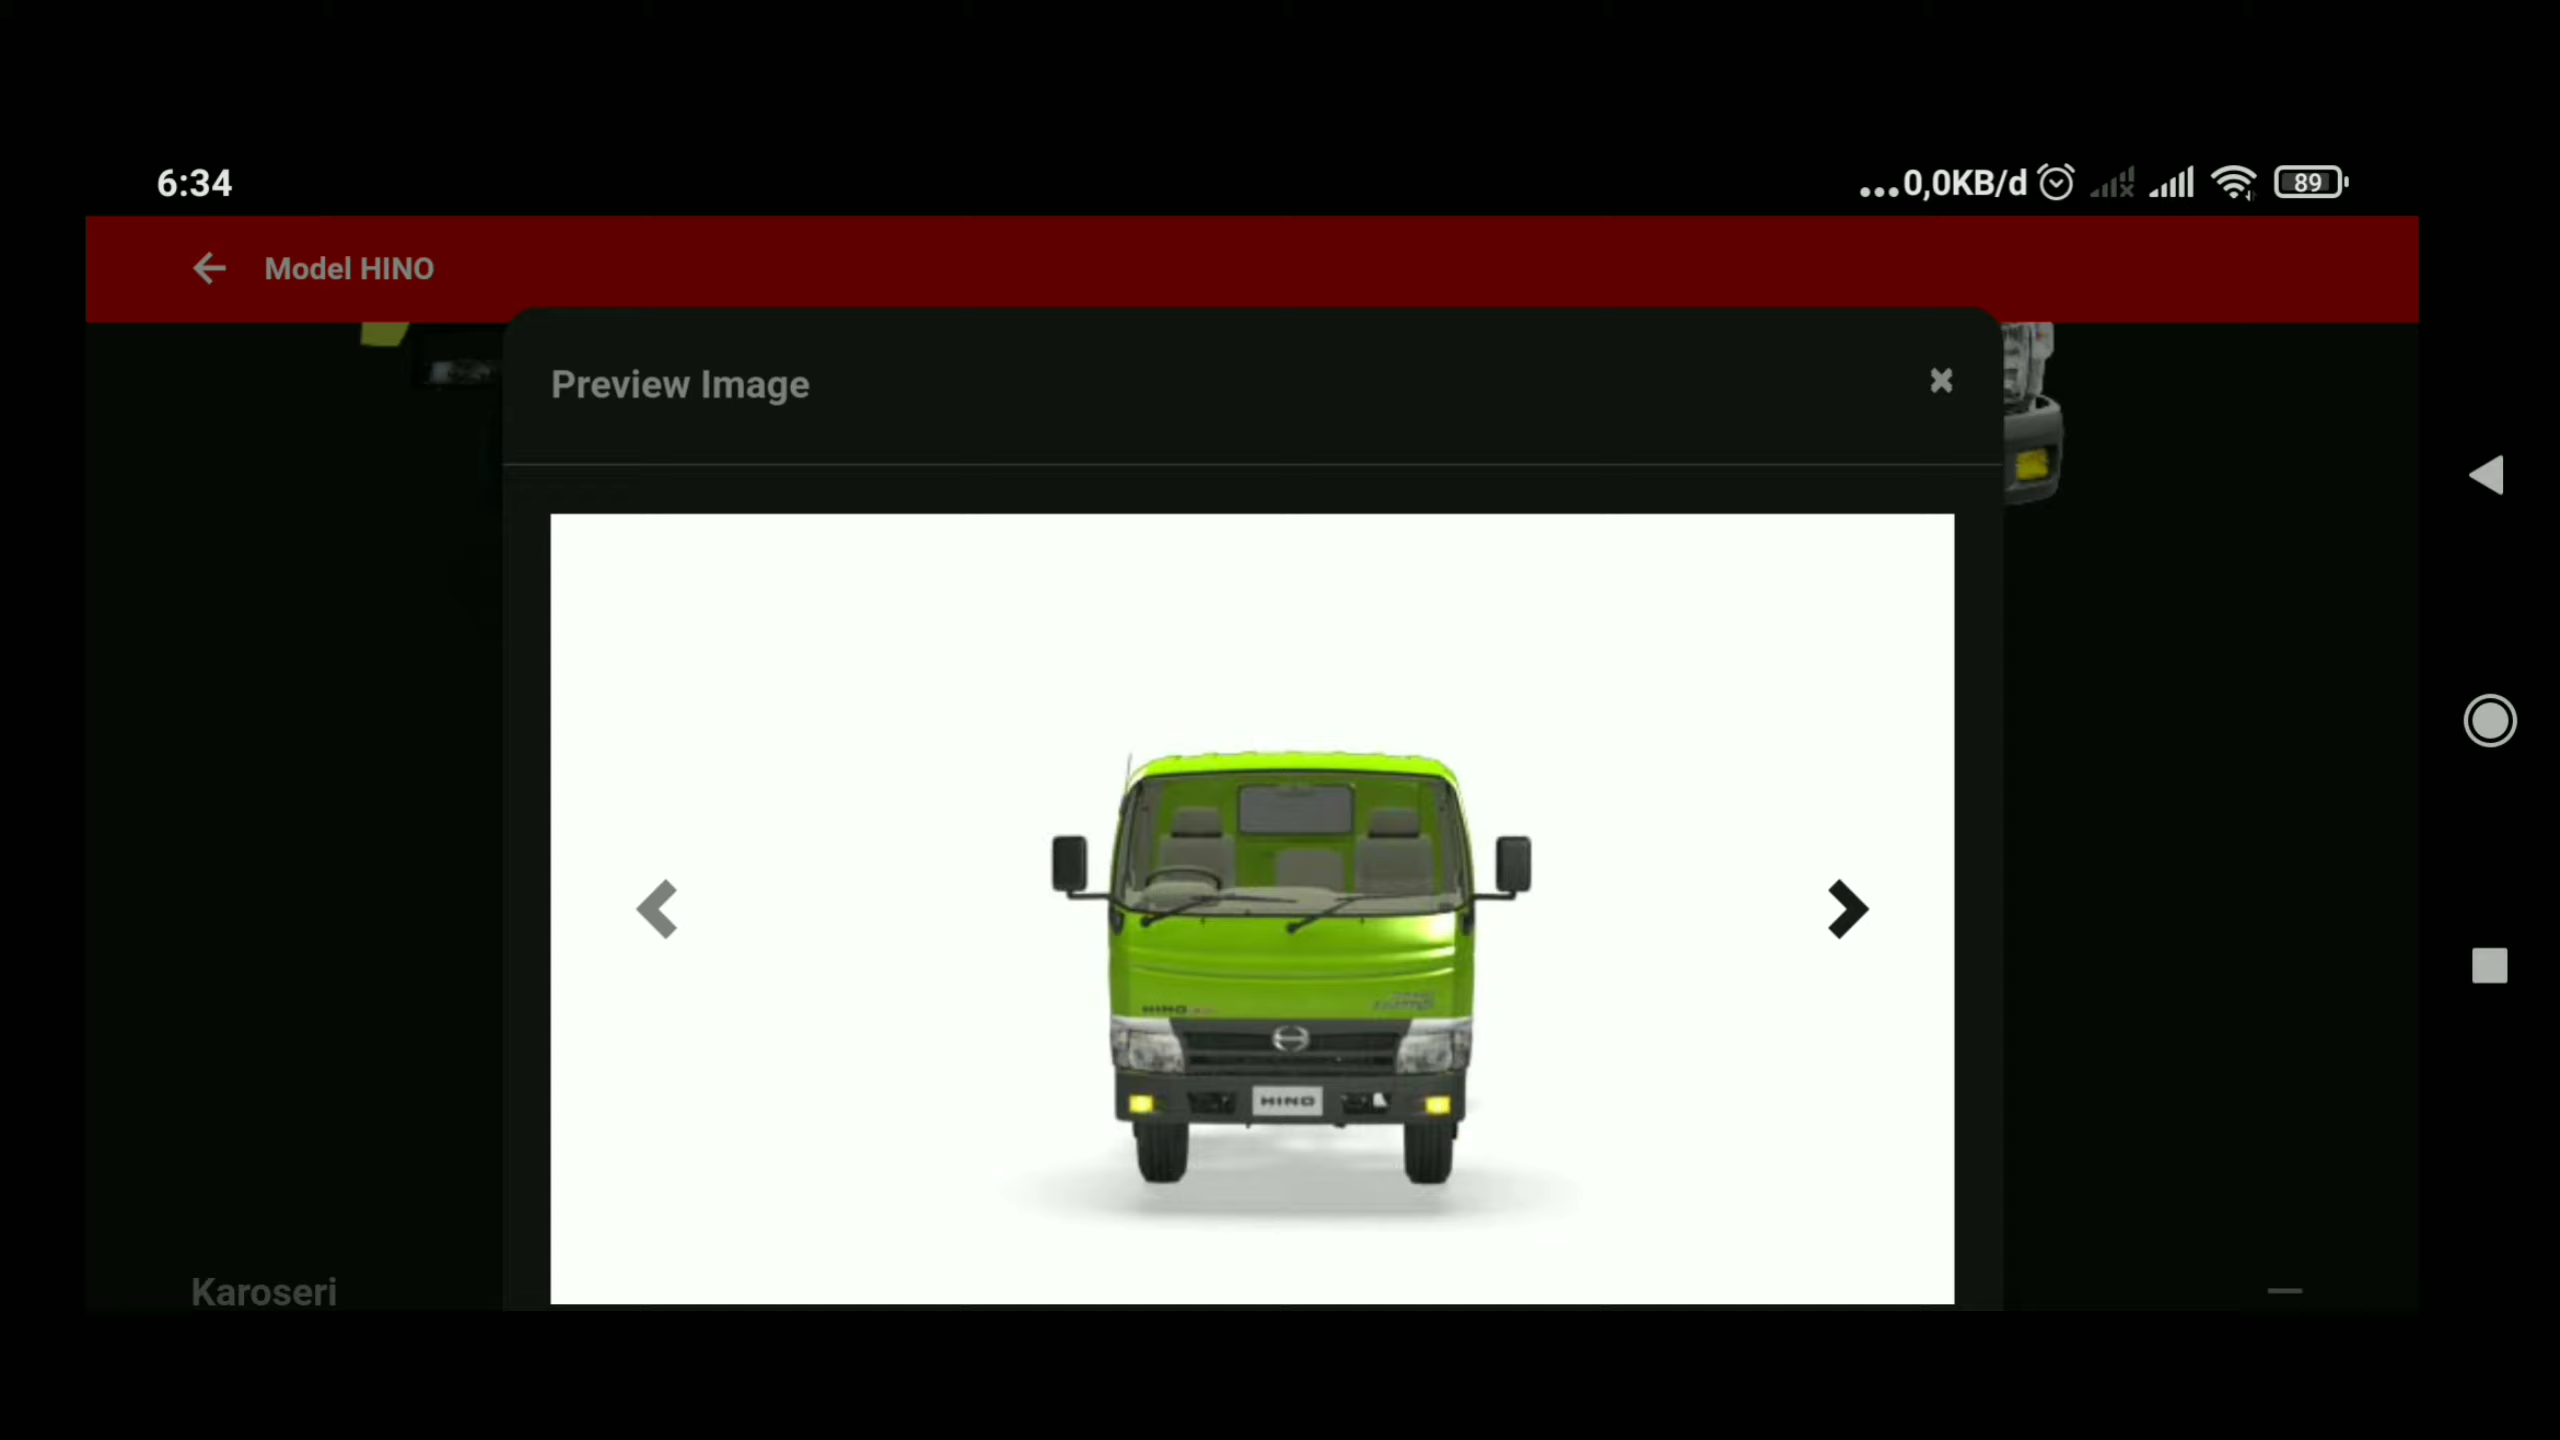 6:34
...0,0KB/d
89
Model HINO
Preview Image
HINO
HINO
Karoseri